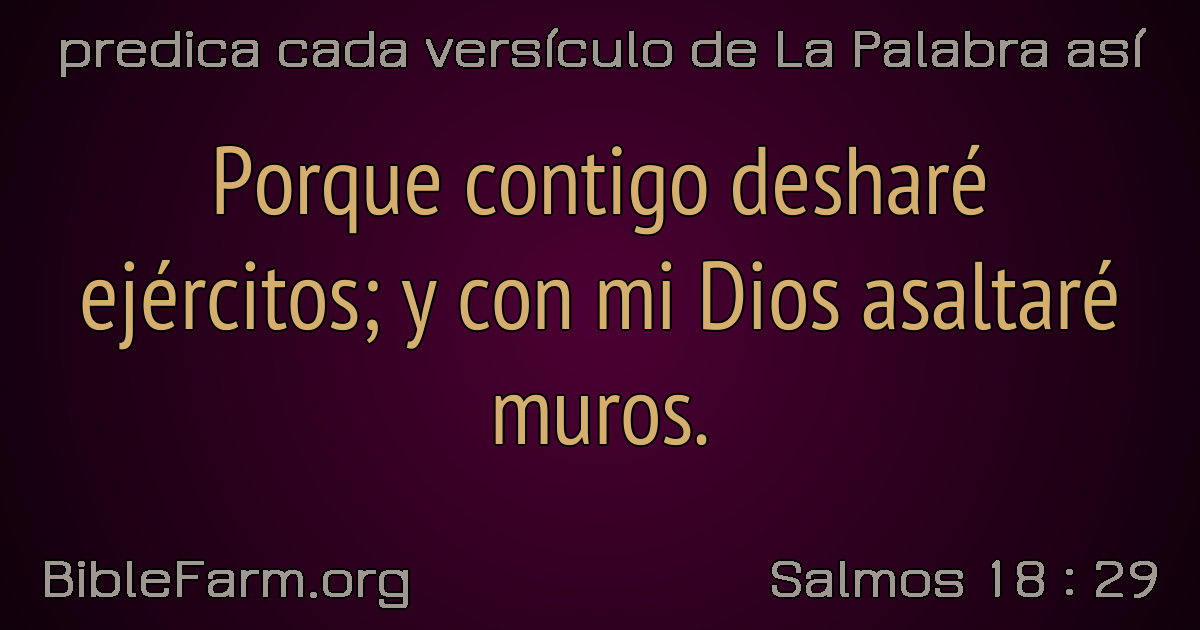 predica cada versículo de La Palabra así
Porque contigo desharé
ejércitos; y con mi Dios asaltaré
muros.
BibleFarm.org
Salmos 18 : 29